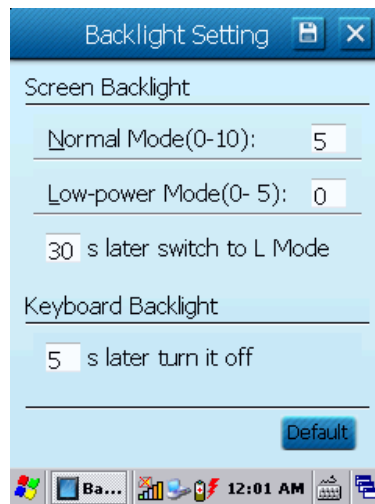 Backlight Setting
Screen Backlight
Normal Mode(0-10): 5
Low-power Mode(0- 5): 0
30 s later switch to L Mode
Keyboard Backlight
5 s later turn it off
Default
Ba... 12:01 AM